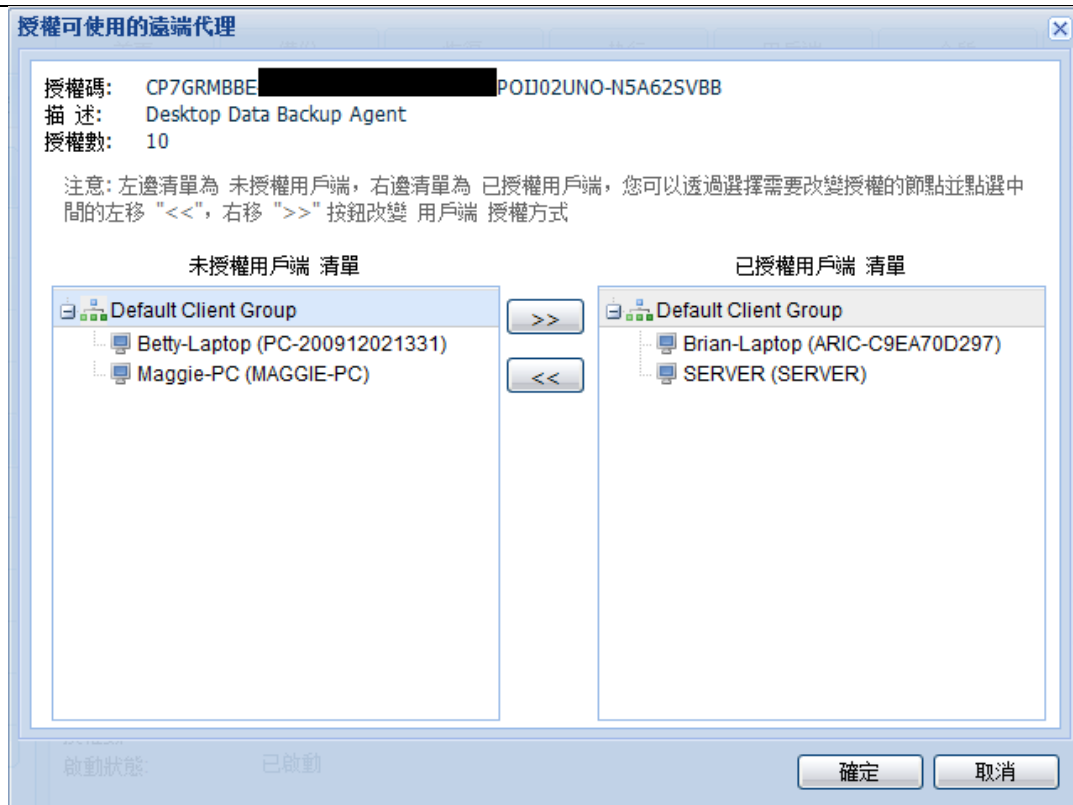 授權可使用的遠端代理
授權碼: CP7GRMBBE POIJ02UNO-N5A62SVBB
描 述: Desktop Data Backup Agent
授權數: 10
注意: 左邊清單為 未授權用戶端，右邊清單為 已授權用戶端，您可以透過選擇需要改變授權的節點並點選中
間的左移 "<<"，右移 ">>" 按鈕改變 用戶端 授權方式
未授權用戶端 清單
已授權用戶端 清單
Default Client Group
Betty-Laptop (PC-200912021331)
Maggie-PC (MAGGIE-PC)
>>
<<
Default Client Group
Brian-Laptop (ARIC-C9EA70D297)
SERVER (SERVER)
啟動狀態: 已啟動
確定
取消